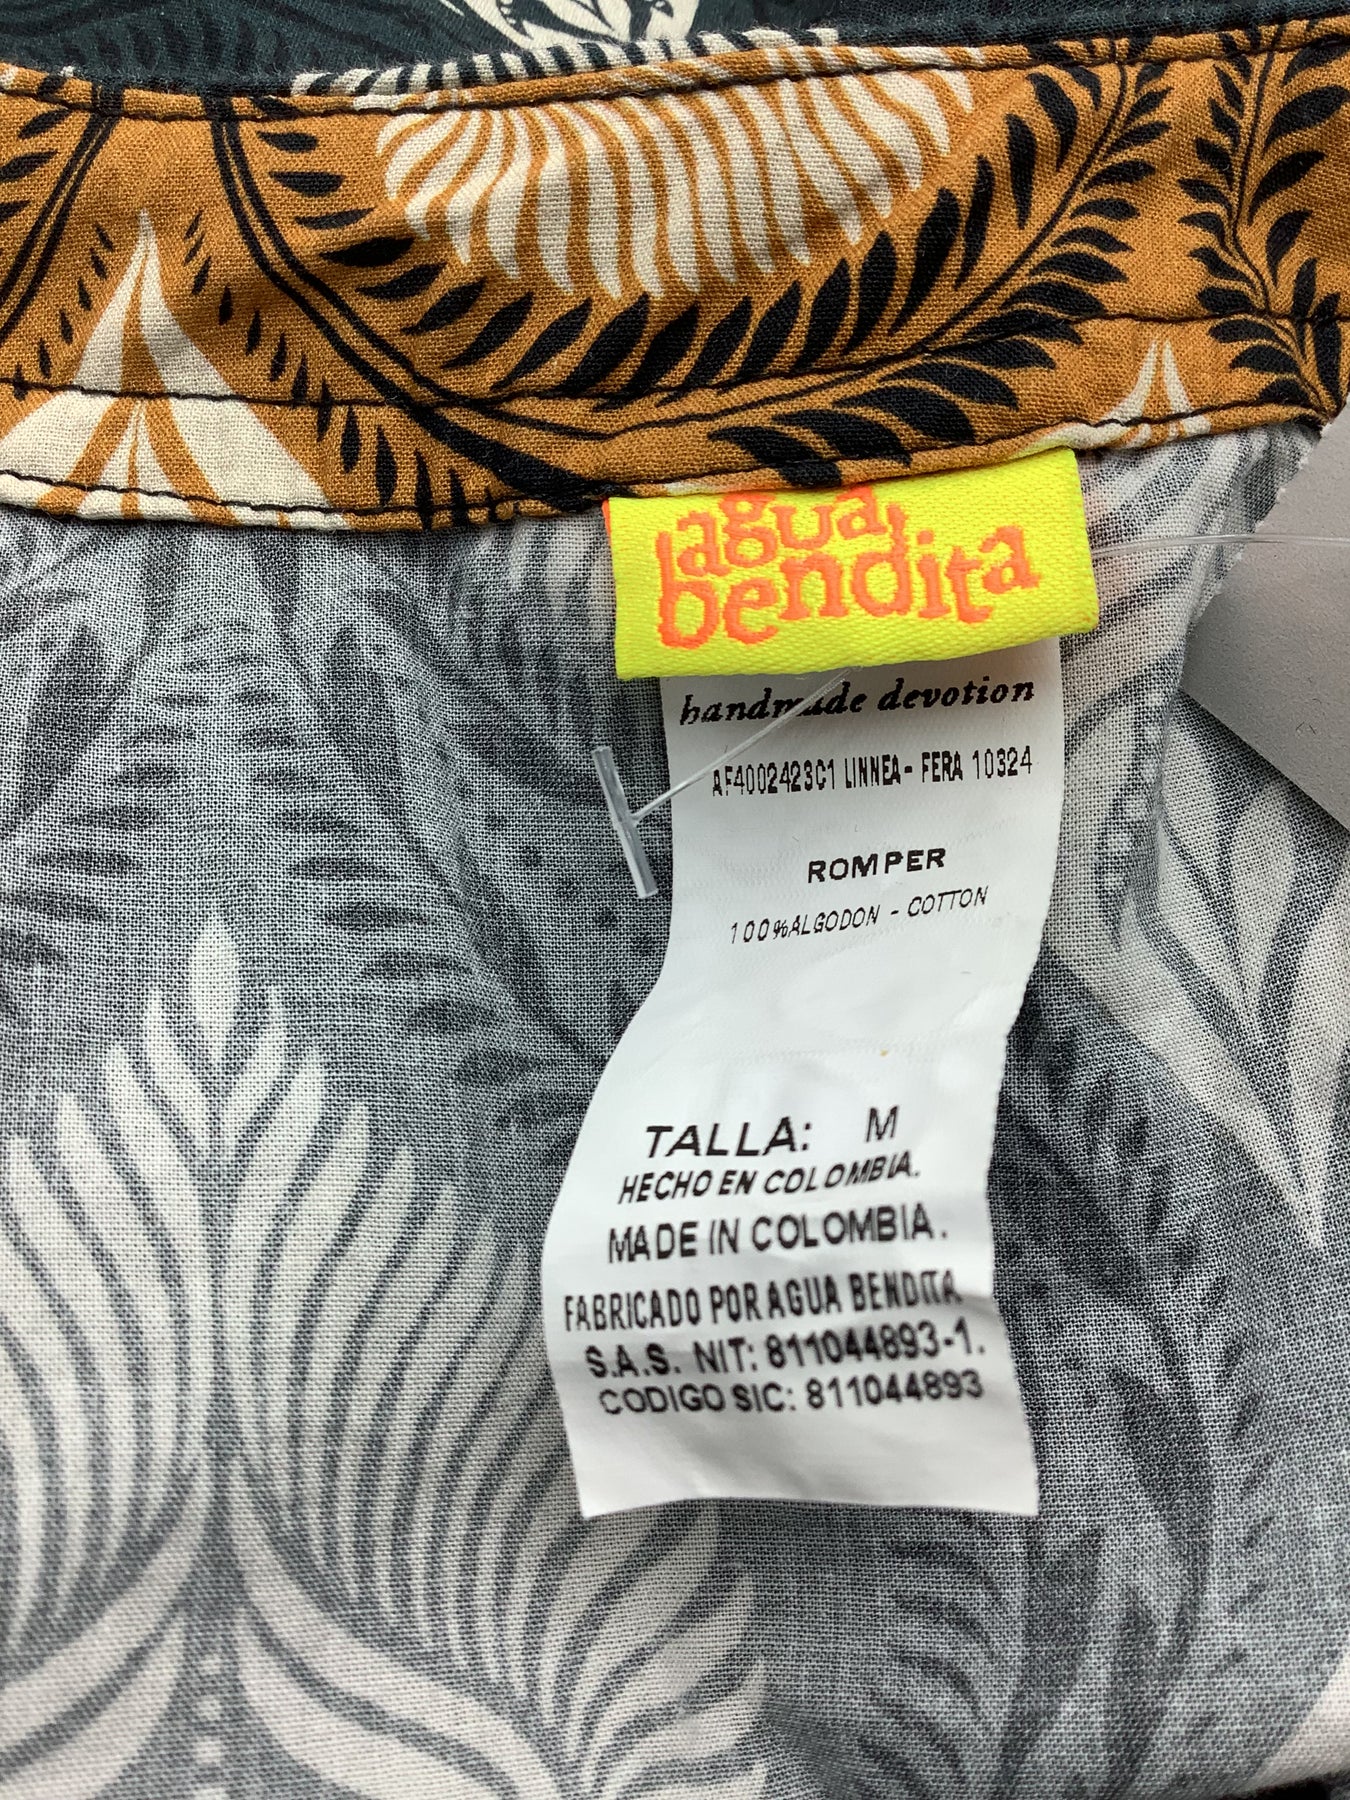 agua
bendita
handmade devotion
AF4002423C1 LINNEA- FERA 10324
ROMPER
100%ALGODON - COTTON
TALLA: M
HECHO EN COLOMBIA.
MADE IN COLOMBIA.
FABRICADO POR AGUA BENDITA
S.A.S. NIT: 811044893-1.
CODIGO SIC: 811044893